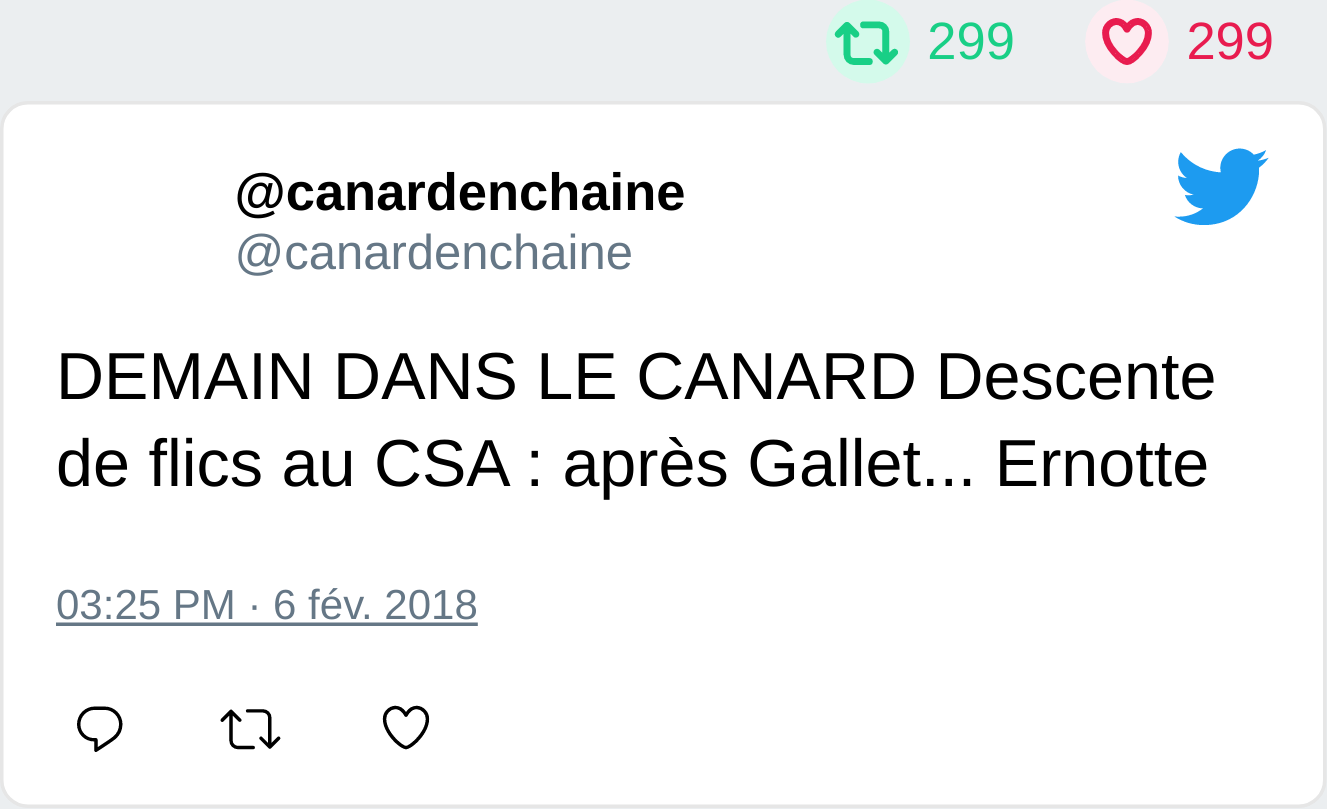 299 299
@canardenchaine
@canardenchaine
DEMAIN DANS LE CANARD Descente
de flics au CSA : après Gallet... Ernotte
03:25 PM · 6 fév. 2018